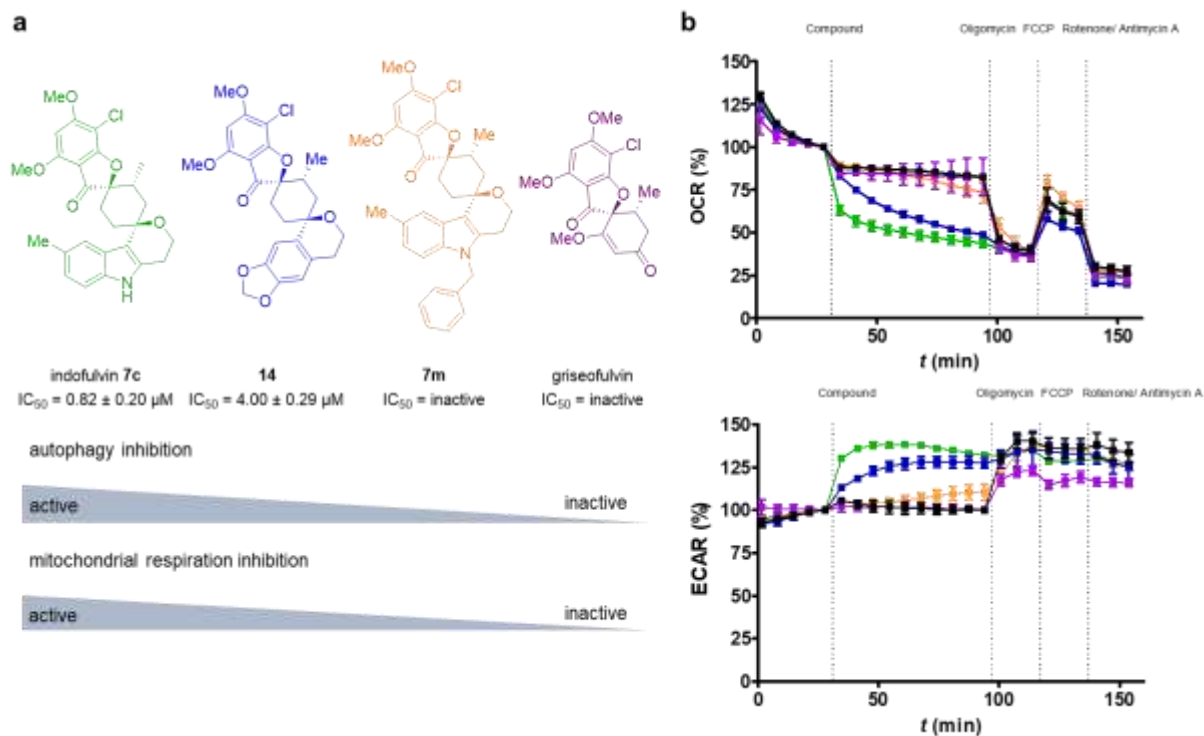 a
MeO
Cl
MeO
O
O
Me
O
N
H
MeO
Cl
MeO
O
O
Me
O
O
O
MeO
Cl
MeO
O
O
Me
O
Me
N
OMe
Cl
MeO
O
O
Me
MeO
O
indofulvin 7c
IC50 = 0.82 ± 0.20 µM
14
IC50 = 4.00 ± 0.29 µM
7m
IC50 = inactive
griseofulvin
IC50 = inactive
autophagy inhibition
active
inactive
mitochondrial respiration inhibition
active
inactive
b
Compound
Oligomycin FCCP Rotenone/ Antimycin A
OCR (%)
150
125
100
75
50
25
0
0 50 100 150
t (min)
Compound
Oligomycin FCCP Rotenone/ Antimycin A
ECAR (%)
150
125
100
75
50
25
0
0 50 100 150
t (min)